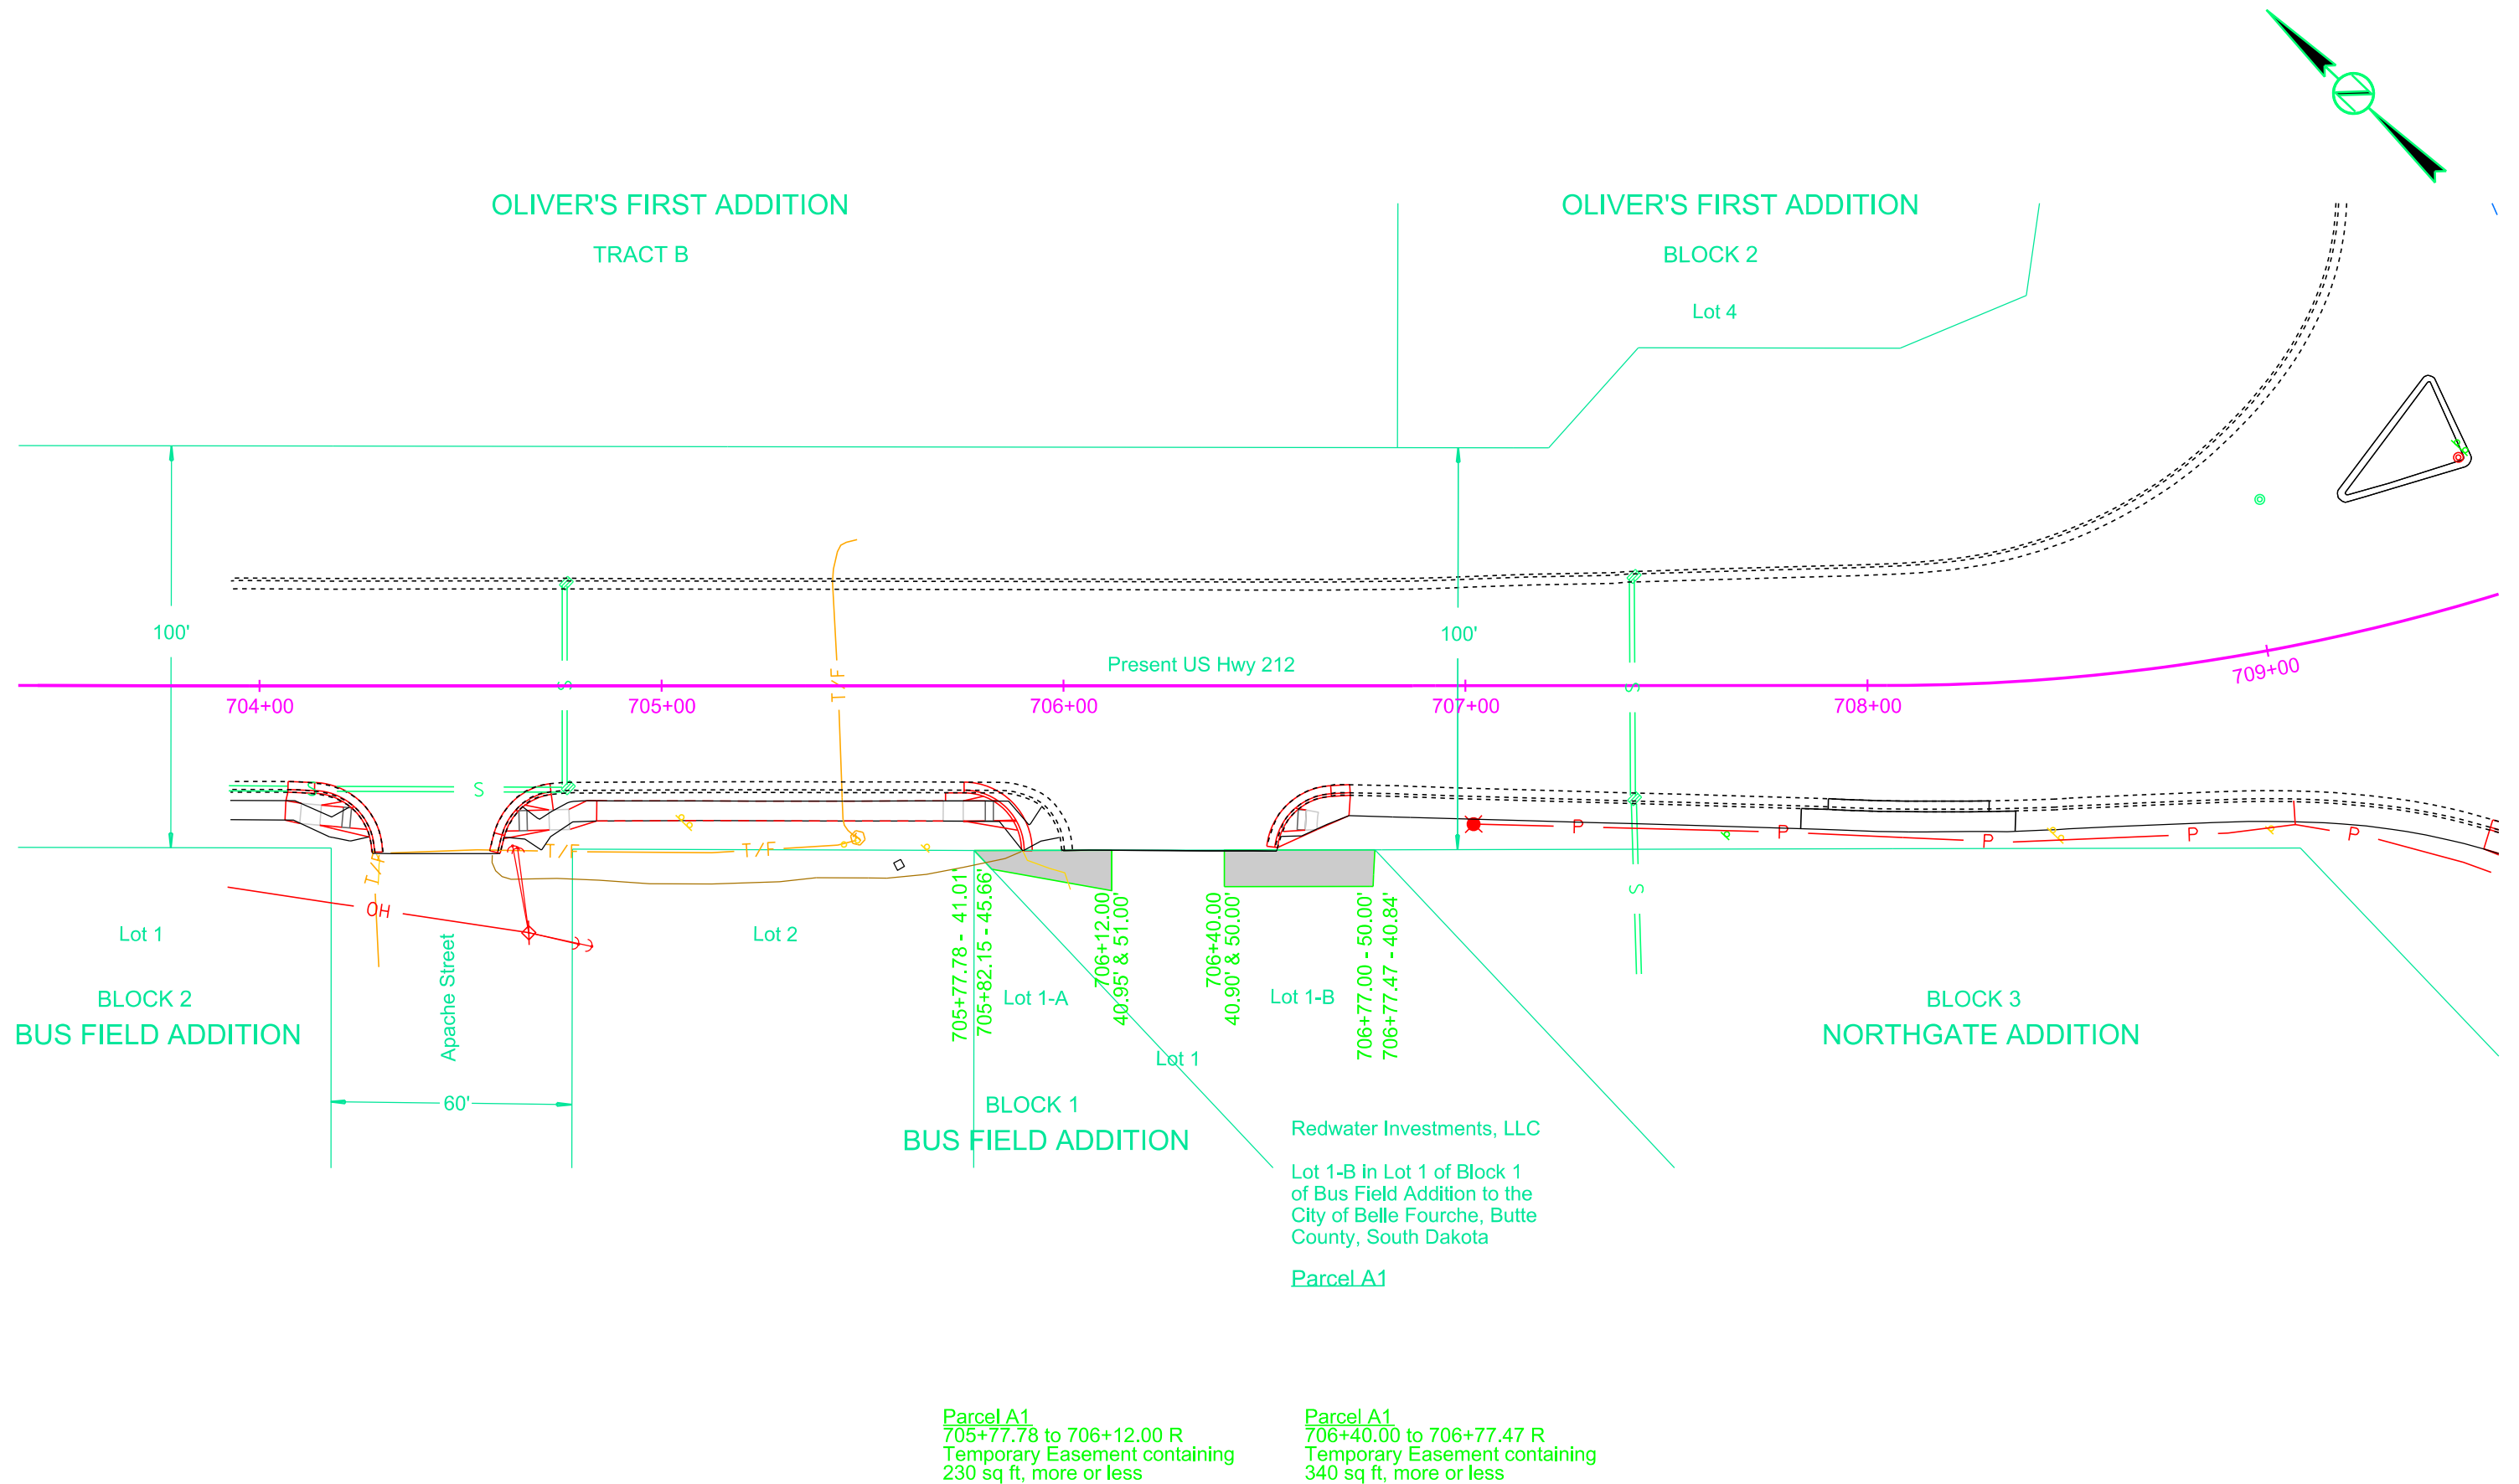 OLIVER'S FIRST ADDITION
TRACT B
OLIVER'S FIRST ADDITION
BLOCK 2
Lot 4
100'
100'
Present US Hwy 212
T/F
S
S
704+00
705+00
706+00
707+00
708+00
709+00
S
S
T/F
T/F
T/F
P
P
P
P
P
OH
S
Lot 1
BLOCK 2
BUS FIELD ADDITION
Apache Street
60'
Lot 2
705+77.78 - 41.01'
705+82.15 - 45.66'
706+12.00
40.95' & 51.00'
706+40.00
40.90' & 50.00'
706+77.00 - 50.00'
706+77.47 - 40.84'
Lot 1-A
Lot 1-B
Lot 1
BLOCK 1
BUS FIELD ADDITION
BLOCK 3
NORTHGATE ADDITION
Redwater Investments, LLC
Lot 1-B in Lot 1 of Block 1
of Bus Field Addition to the
City of Belle Fourche, Butte
County, South Dakota
Parcel A1
Parcel A1
705+77.78 to 706+12.00 R
Temporary Easement containing
230 sq ft, more or less
Parcel A1
706+40.00 to 706+77.47 R
Temporary Easement containing
340 sq ft, more or less